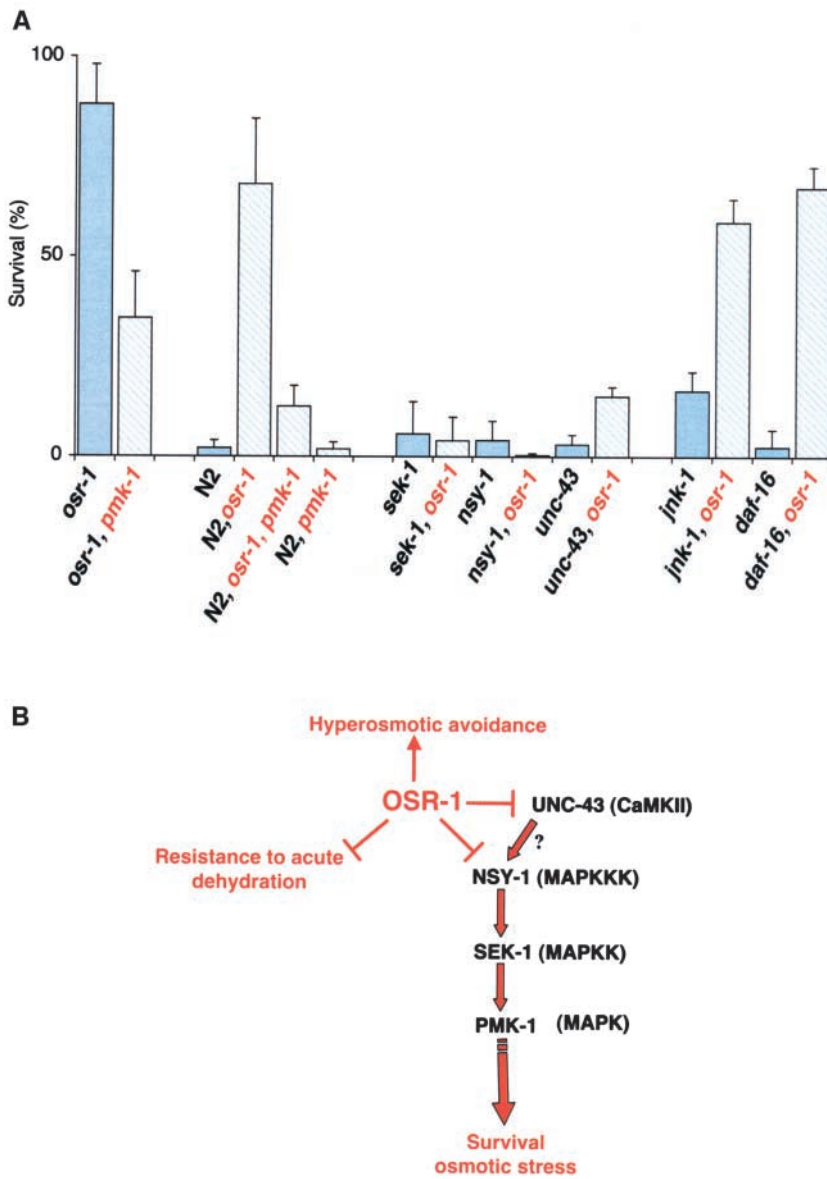 A
100
50
0
Survival (%)
osr-1
osr-1, pmk-1
N2
N2,osr-1
N2, osr-1, pmk-1
N2, pmk-1
sek-1
sek-1, osr-1
nsy-1
nsy-1, osr-1
unc-43
unc-43, osr-1
jnk-1
jnk-1, osr-1
daf-16
daf-16, osr-1
B
Hyperosmotic avoidance
OSR-1
UNC-43 (CaMKII)
?
Resistance to acute
dehydration
NSY-1 (MAPKKK)
SEK-1 (MAPKK)
PMK-1 (MAPK)
Survival
osmotic stress